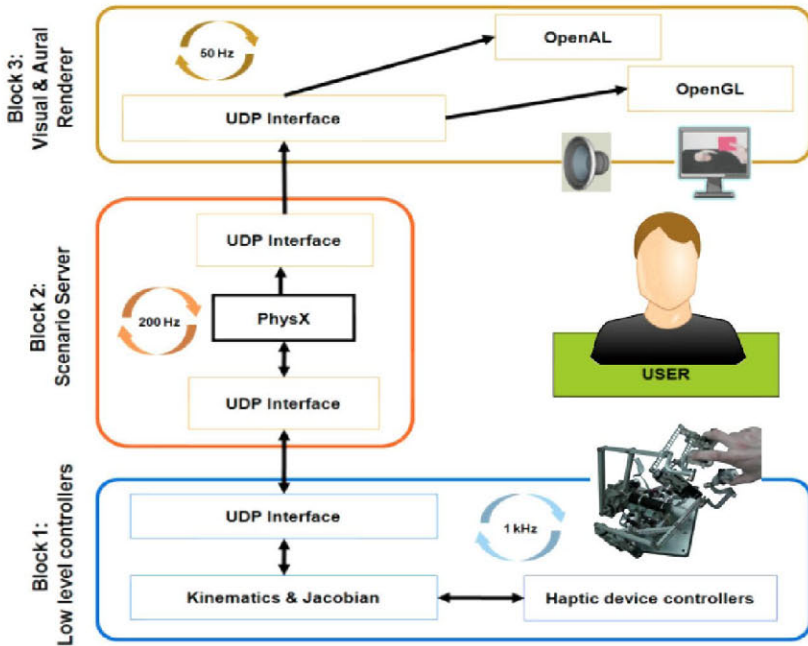 Block 3:
Visual & Aural
Renderer
50 Hz
OpenAL
OpenGL
UDP Interface
Block 2:
Scenario Server
UDP Interface
200 Hz
PhysX
UDP Interface
USER
Block 1:
Low level controllers
UDP Interface
1 kHz
Kinematics & Jacobian
Haptic device controllers